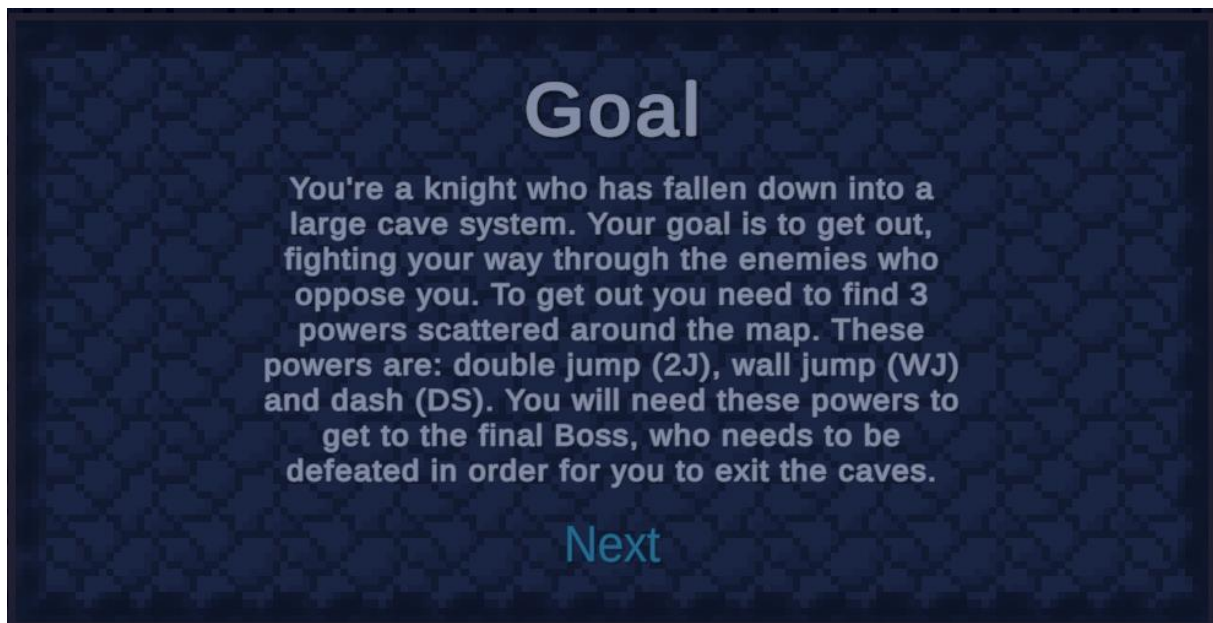 Goal
You're a knight who has fallen down into a
large cave system. Your goal is to get out,
fighting your way through the enemies who
oppose you. To get out you need to find 3
powers scattered around the map. These
powers are: double jump (2J), wall jump (WJ)
and dash (DS). You will need these powers to
get to the final Boss, who needs to be
defeated in order for you to exit the caves.
Next